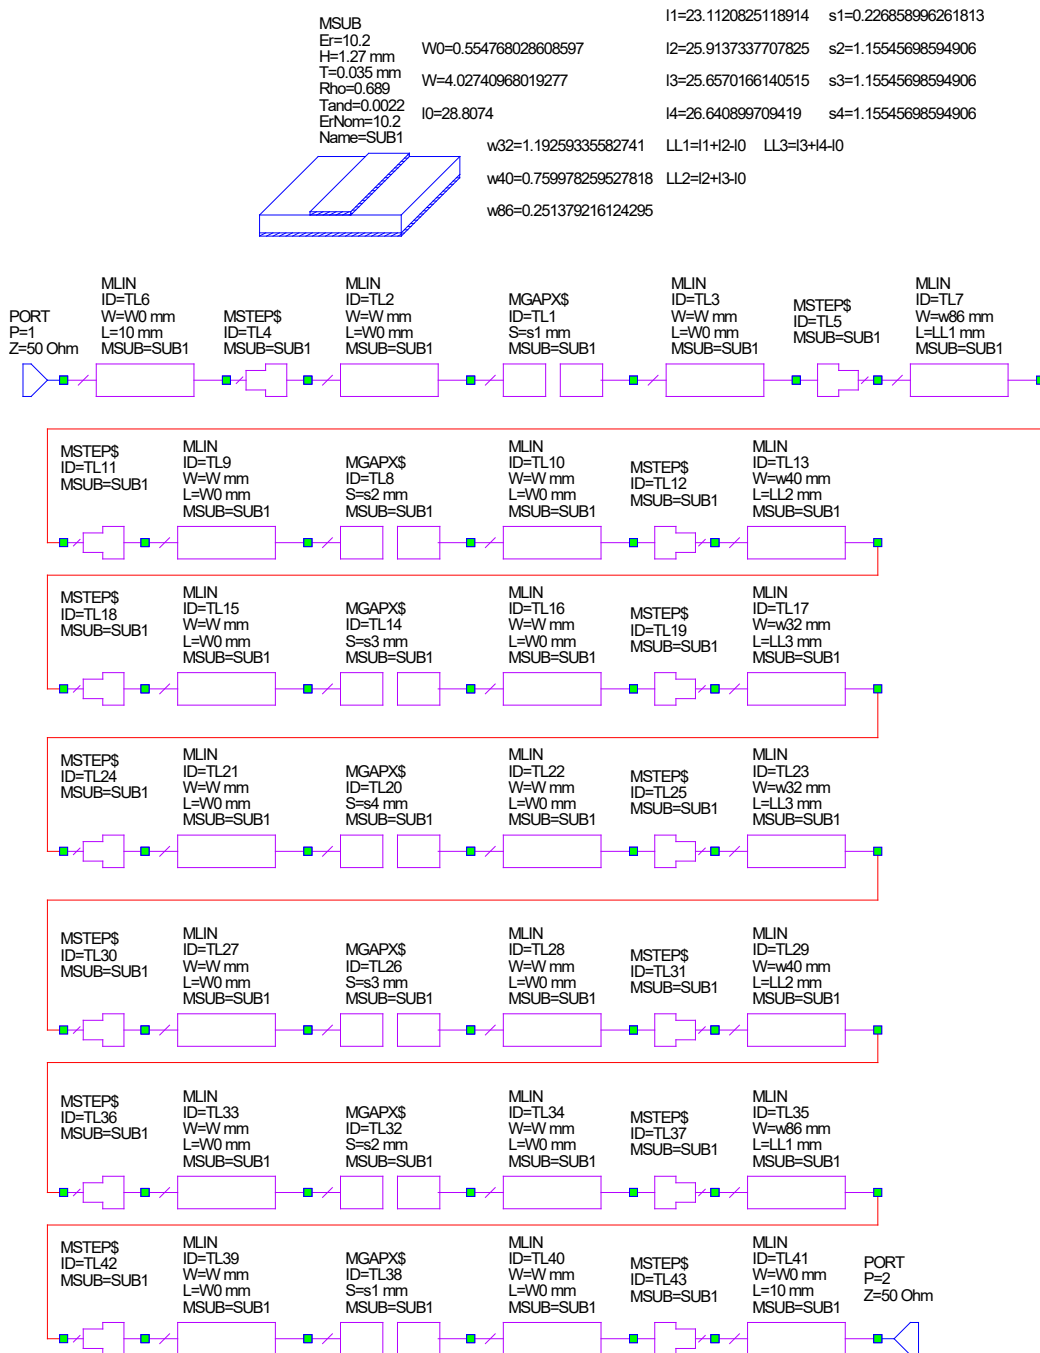 MSUB
Er=10.2
H=1.27 mm
T=0.035 mm
Rho=0.689
Tand=0.0022
ErNom=10.2
Name=SUB1
W0=0.554768028608597
W=4.02740968019277
l0=28.8074
l1=23.1120825118914 s1=0.226858996261813
l2=25.9137337707825 s2=1.15545698594906
l3=25.6570166140515 s3=1.15545698594906
l4=26.640899709419 s4=1.15545698594906
w32=1.19259335582741 LL1=l1+l2-l0 LL3=l3+l4-l0
w40=0.759978259527818 LL2=l2+l3-l0
w86=0.251379216124295
PORT
P=1
Z=50 Ohm
MLIN
ID=TL6
W=W0 mm
L=10 mm
MSUB=SUB1
MSTEP$
ID=TL4
MSUB=SUB1
MLIN
ID=TL2
W=W mm
L=W0 mm
MSUB=SUB1
MGAPX$
ID=TL1
S=s1 mm
MSUB=SUB1
MLIN
ID=TL3
W=W mm
L=W0 mm
MSUB=SUB1
MSTEP$
ID=TL5
MSUB=SUB1
MLIN
ID=TL7
W=w86 mm
L=LL1 mm
MSUB=SUB1
MSTEP$
ID=TL11
MSUB=SUB1
MLIN
ID=TL9
W=W mm
L=W0 mm
MSUB=SUB1
MGAPX$
ID=TL8
S=s2 mm
MSUB=SUB1
MLIN
ID=TL10
W=W mm
L=W0 mm
MSUB=SUB1
MSTEP$
ID=TL12
MSUB=SUB1
MLIN
ID=TL13
W=w40 mm
L=LL2 mm
MSUB=SUB1
MSTEP$
ID=TL18
MSUB=SUB1
MLIN
ID=TL15
W=W mm
L=W0 mm
MSUB=SUB1
MGAPX$
ID=TL14
S=s3 mm
MSUB=SUB1
MLIN
ID=TL16
W=W mm
L=W0 mm
MSUB=SUB1
MSTEP$
ID=TL19
MSUB=SUB1
MLIN
ID=TL17
W=w32 mm
L=LL3 mm
MSUB=SUB1
MSTEP$
ID=TL24
MSUB=SUB1
MLIN
ID=TL21
W=W mm
L=W0 mm
MSUB=SUB1
MGAPX$
ID=TL20
S=s4 mm
MSUB=SUB1
MLIN
ID=TL22
W=W mm
L=W0 mm
MSUB=SUB1
MSTEP$
ID=TL25
MSUB=SUB1
MLIN
ID=TL23
W=w32 mm
L=LL3 mm
MSUB=SUB1
MSTEP$
ID=TL30
MSUB=SUB1
MLIN
ID=TL27
W=W mm
L=W0 mm
MSUB=SUB1
MGAPX$
ID=TL26
S=s3 mm
MSUB=SUB1
MLIN
ID=TL28
W=W mm
L=W0 mm
MSUB=SUB1
MSTEP$
ID=TL31
MSUB=SUB1
MLIN
ID=TL29
W=w40 mm
L=LL2 mm
MSUB=SUB1
MSTEP$
ID=TL36
MSUB=SUB1
MLIN
ID=TL33
W=W mm
L=W0 mm
MSUB=SUB1
MGAPX$
ID=TL32
S=s2 mm
MSUB=SUB1
MLIN
ID=TL34
W=W mm
L=W0 mm
MSUB=SUB1
MSTEP$
ID=TL37
MSUB=SUB1
MLIN
ID=TL35
W=w86 mm
L=LL1 mm
MSUB=SUB1
MSTEP$
ID=TL42
MSUB=SUB1
MLIN
ID=TL39
W=W mm
L=W0 mm
MSUB=SUB1
MGAPX$
ID=TL38
S=s1 mm
MSUB=SUB1
MLIN
ID=TL40
W=W mm
L=W0 mm
MSUB=SUB1
MSTEP$
ID=TL43
MSUB=SUB1
MLIN
ID=TL41
W=W0 mm
L=10 mm
MSUB=SUB1
PORT
P=2
Z=50 Ohm